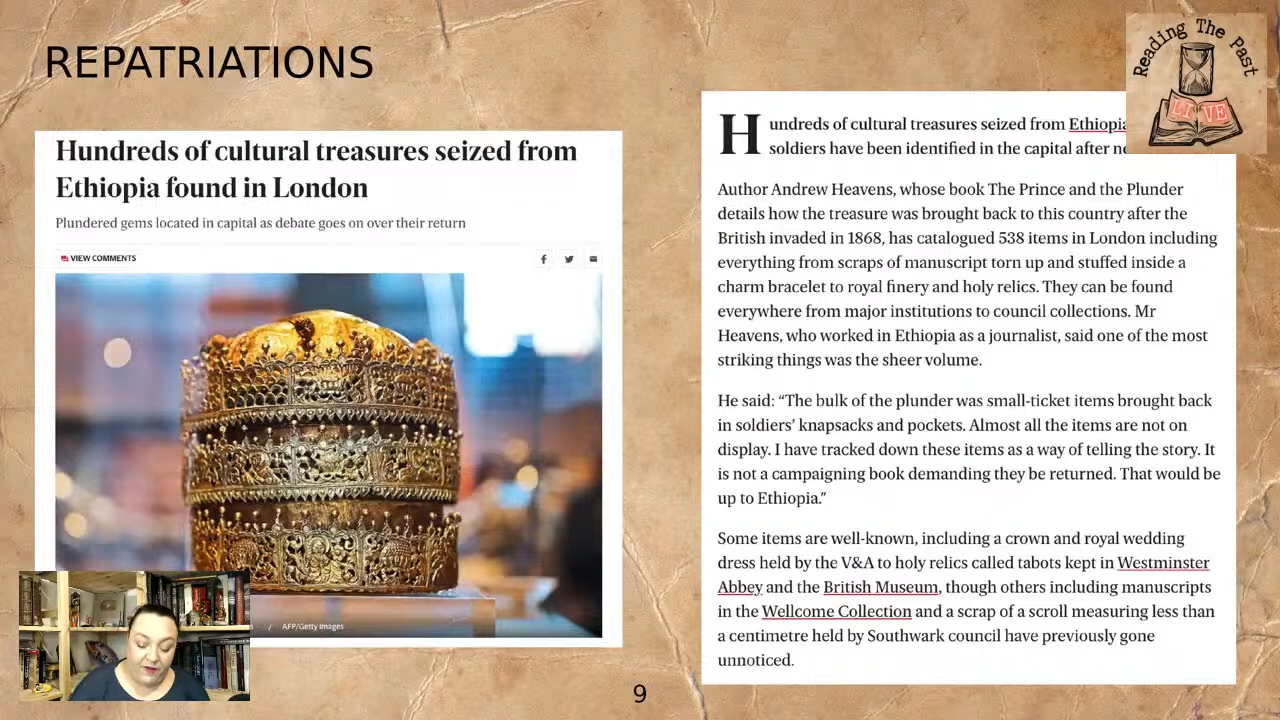 REPATRIATIONS
Reading The Past
LIVE
Hundreds of cultural treasures seized from
Ethiopia found in London
Plundered gems located in capital as debate goes on over their return
VIEW COMMENTS
/ AFP/Getty Images
Hundreds of cultural treasures seized from Ethiopia
soldiers have been identified in the capital after
Author Andrew Heavens, whose book The Prince and the Plunder
details how the treasure was brought back to this country after the
British invaded in 1868, has catalogued 538 items in London including
everything from scraps of manuscript torn up and stuffed inside a
charm bracelet to royal finery and holy relics. They can be found
everywhere from major institutions to council collections. Mr
Heavens, who worked in Ethiopia as a journalist, said one of the most
striking things was the sheer volume.
He said: “The bulk of the plunder was small-ticket items brought back
in soldiers’ knapsacks and pockets. Almost all the items are not on
display. I have tracked down these items as a way of telling the story. It
is not a campaigning book demanding they be returned. That would be
up to Ethiopia.”
Some items are well-known, including a crown and royal wedding
dress held by the V&A to holy relics called tabots kept in Westminster
Abbey and the British Museum, though others including manuscripts
in the Wellcome Collection and a scrap of a scroll measuring less than
a centimetre held by Southwark council have previously gone
unnoticed.
9